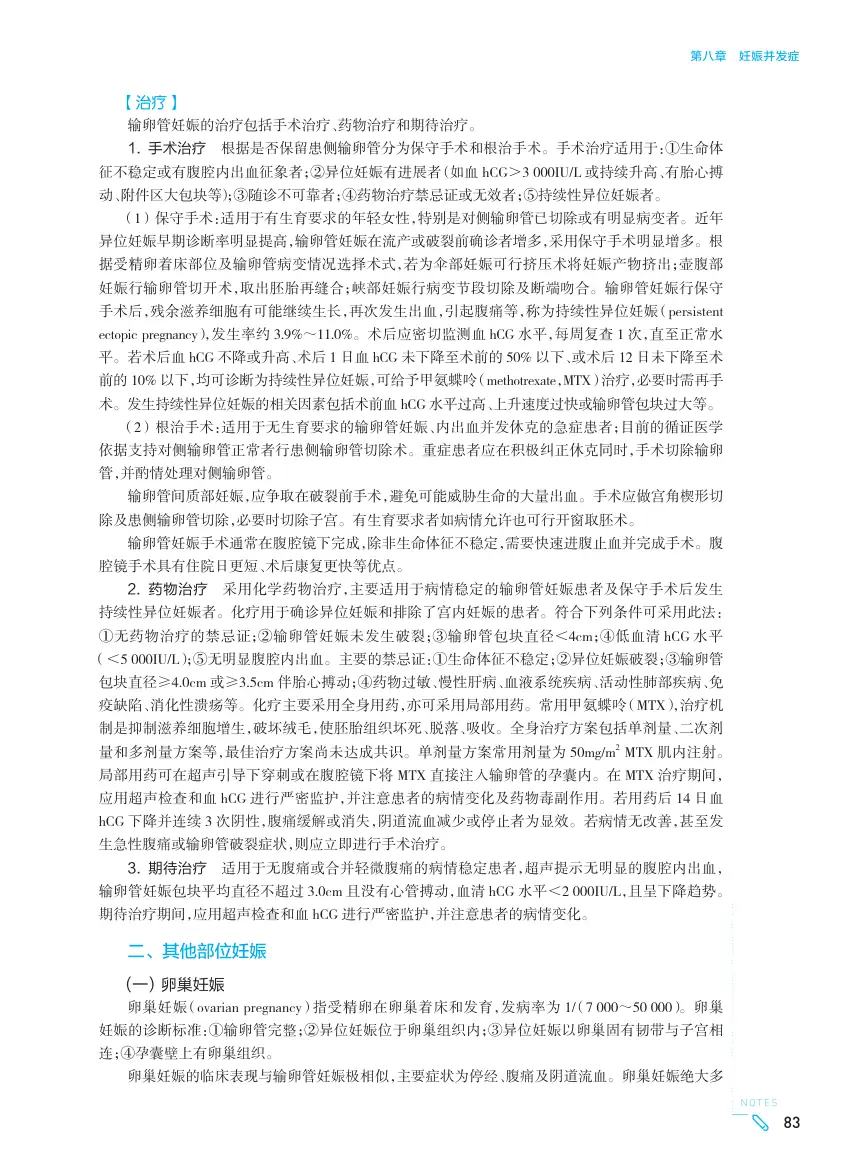 第八章 妊娠并发症
【治疗】
输卵管妊娠的治疗包括手术治疗、药物治疗和期待治疗。
1. 手术治疗 根据是否保留患侧输卵管分为保守手术和根治手术。手术治疗适用于:①生命体
征不稳定或有腹腔内出血征象者;②异位妊娠有进展者(如血 hCG＞3 000IU/L 或持续升高、有胎心搏
动、附件区大包块等);③随诊不可靠者;④药物治疗禁忌证或无效者;⑤持续性异位妊娠者。
(1)保守手术:适用于有生育要求的年轻女性,特别是对侧输卵管已切除或有明显病变者。近年
异位妊娠早期诊断率明显提高,输卵管妊娠在流产或破裂前确诊者增多,采用保守手术明显增多。根
据受精卵着床部位及输卵管病变情况选择术式,若为伞部妊娠可行挤压术将妊娠产物挤出;壶腹部
妊娠行输卵管切开术,取出胚胎再缝合;峡部妊娠行病变节段切除及断端吻合。输卵管妊娠行保守
手术后,残余滋养细胞有可能继续生长,再次发生出血,引起腹痛等,称为持续性异位妊娠(persistent
ectopic pregnancy),发生率约 3.9%～11.0%。术后应密切监测血 hCG 水平,每周复查 1 次,直至正常水
平。若术后血 hCG 不降或升高、术后 1 日血 hCG 未下降至术前的 50% 以下、或术后 12 日未下降至术
前的 10% 以下,均可诊断为持续性异位妊娠,可给予甲氨蝶呤(methotrexate,MTX)治疗,必要时需再手
术。发生持续性异位妊娠的相关因素包括术前血 hCG 水平过高、上升速度过快或输卵管包块过大等。
(2)根治手术:适用于无生育要求的输卵管妊娠、内出血并发休克的急症患者;目前的循证医学
依据支持对侧输卵管正常者行患侧输卵管切除术。重症患者应在积极纠正休克同时,手术切除输卵
管,并酌情处理对侧输卵管。
输卵管间质部妊娠,应争取在破裂前手术,避免可能威胁生命的大量出血。手术应做宫角楔形切
除及患侧输卵管切除,必要时切除子宫。有生育要求者如病情允许也可行开窗取胚术。
输卵管妊娠手术通常在腹腔镜下完成,除非生命体征不稳定,需要快速进腹止血并完成手术。腹
腔镜手术具有住院日更短、术后康复更快等优点。
2. 药物治疗 采用化学药物治疗,主要适用于病情稳定的输卵管妊娠患者及保守手术后发生
持续性异位妊娠者。化疗用于确诊异位妊娠和排除了宫内妊娠的患者。符合下列条件可采用此法:
①无药物治疗的禁忌证;②输卵管妊娠未发生破裂;③输卵管包块直径＜4cm;④低血清 hCG 水平
(＜5 000IU/L);⑤无明显腹腔内出血。主要的禁忌证:①生命体征不稳定;②异位妊娠破裂;③输卵管
包块直径≥4.0cm 或≥3.5cm 伴胎心搏动;④药物过敏、慢性肝病、血液系统疾病、活动性肺部疾病、免
疫缺陷、消化性溃疡等。化疗主要采用全身用药,亦可采用局部用药。常用甲氨蝶呤(MTX),治疗机
制是抑制滋养细胞增生,破坏绒毛,使胚胎组织坏死、脱落、吸收。全身治疗方案包括单剂量、二次剂
量和多剂量方案等,最佳治疗方案尚未达成共识。单剂量方案常用剂量为 50mg/m² MTX 肌内注射。
局部用药可在超声引导下穿刺或在腹腔镜下将 MTX 直接注入输卵管的孕囊内。在 MTX 治疗期间,
应用超声检查和血 hCG 进行严密监护,并注意患者的病情变化及药物毒副作用。若用药后 14 日血
hCG 下降并连续 3 次阴性,腹痛缓解或消失,阴道流血减少或停止者为显效。若病情无改善,甚至发
生急性腹痛或输卵管破裂症状,则应立即进行手术治疗。
3. 期待治疗 适用于无腹痛或合并轻微腹痛的病情稳定患者,超声提示无明显的腹腔内出血,
输卵管妊娠包块平均直径不超过 3.0cm 且没有心管搏动,血清 hCG 水平＜2 000IU/L,且呈下降趋势。
期待治疗期间,应用超声检查和血 hCG 进行严密监护,并注意患者的病情变化。
二、其他部位妊娠
(一)卵巢妊娠
卵巢妊娠(ovarian pregnancy)指受精卵在卵巢着床和发育,发病率为 1/(7 000～50 000)。卵巢
妊娠的诊断标准:①输卵管完整;②异位妊娠位于卵巢组织内;③异位妊娠以卵巢固有韧带与子宫相
连;④孕囊壁上有卵巢组织。
卵巢妊娠的临床表现与输卵管妊娠极相似,主要症状为停经、腹痛及阴道流血。卵巢妊娠绝大多
NOTES
83